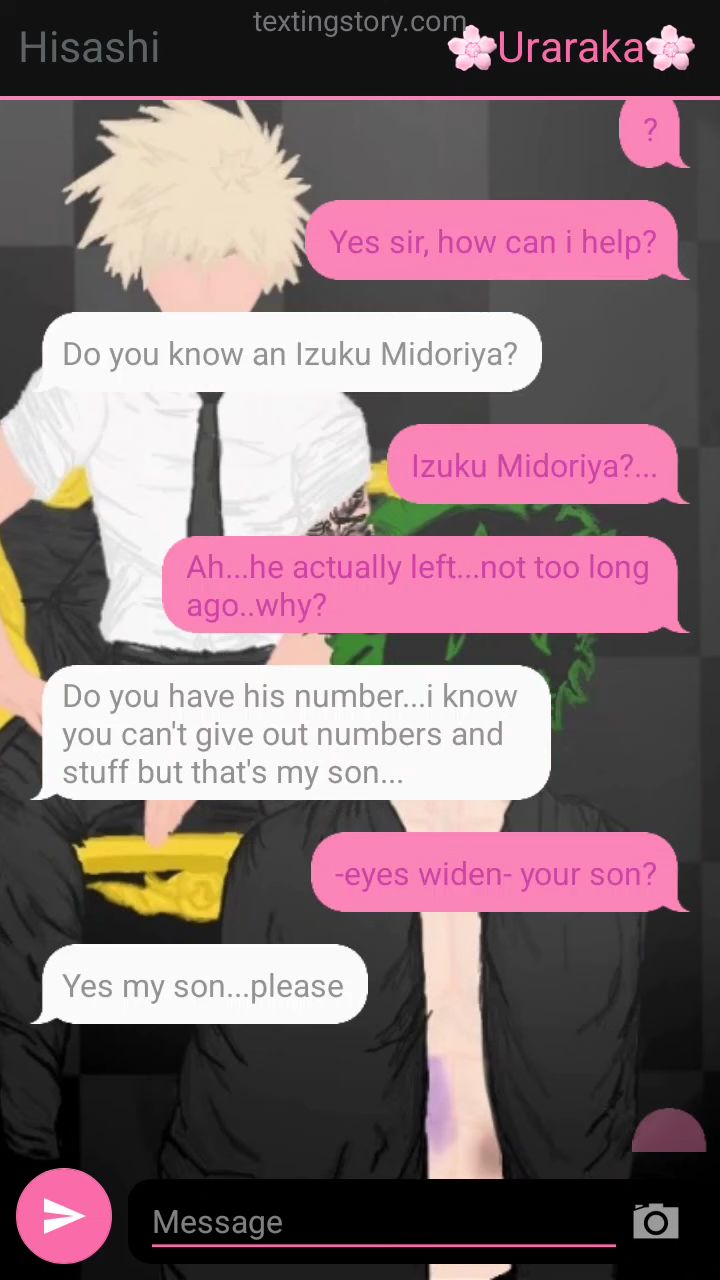 textingstory.com
Hisashi
🌸Uraraka🌸
?
Yes sir, how can i help?
Do you know an Izuku Midoriya?
Izuku Midoriya?...
Ah...he actually left...not too long
ago..why?
Do you have his number...i know
you can't give out numbers and
stuff but that's my son...
-eyes widen- your son?
Yes my son...please
Message